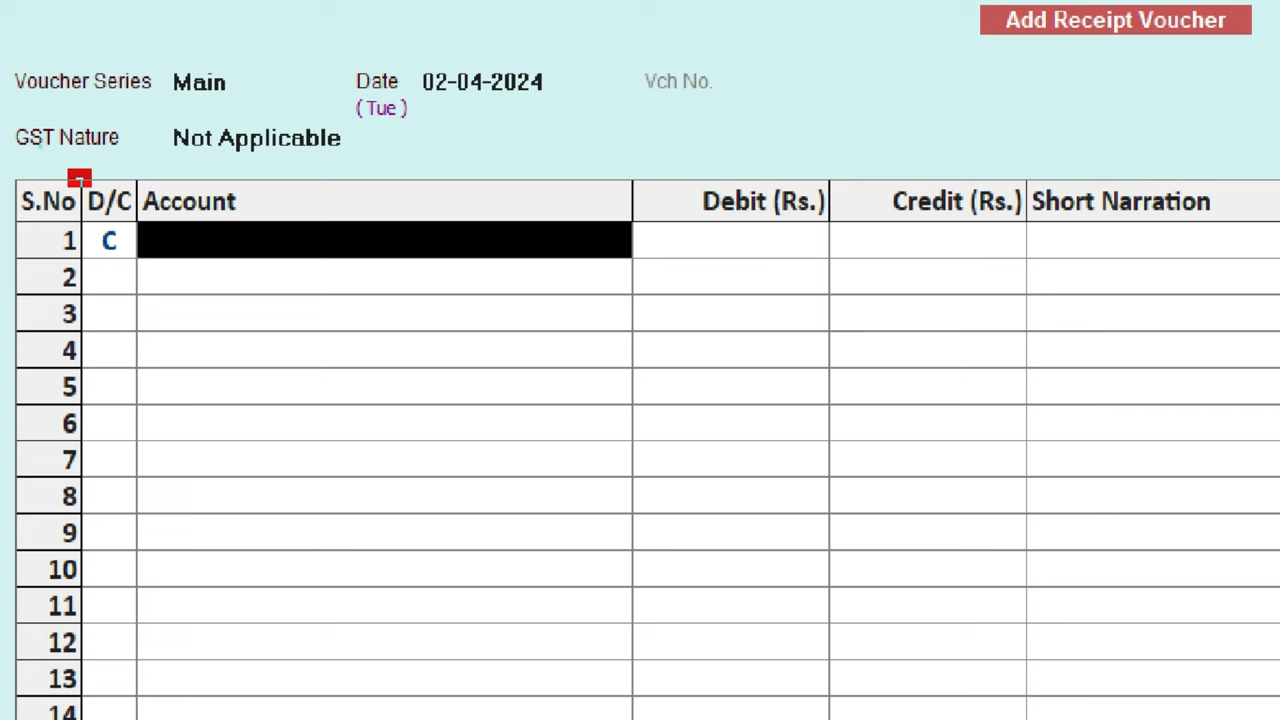 Add Receipt Voucher
Voucher Series Main Date 02-04-2024 Vch No.
( Tue )
GST Nature Not Applicable
S.No D/C Account Debit (Rs.) Credit (Rs.) Short Narration
1 C
2
3
4
5
6
7
8
9
10
11
12
13
14